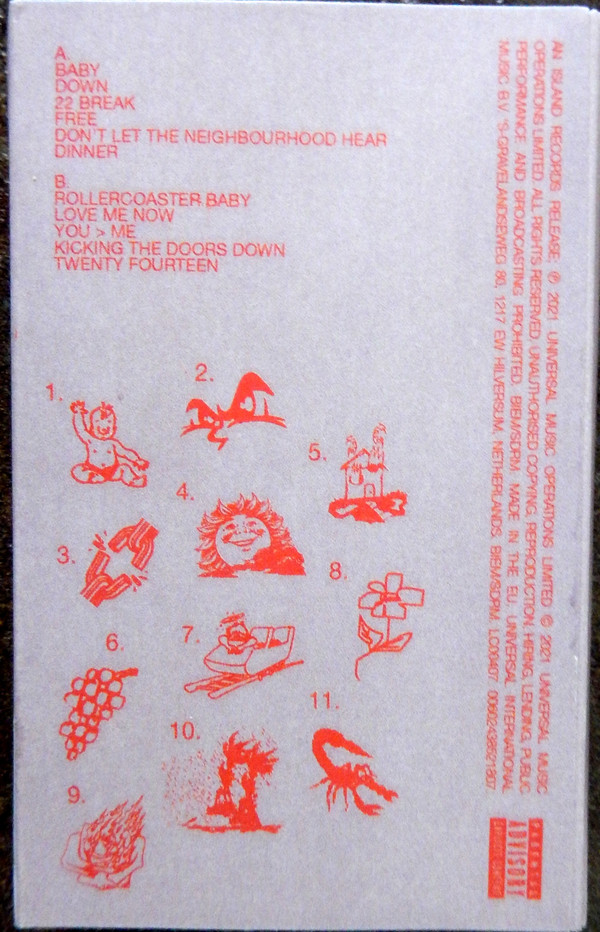 A.
BABY
DOWN
22 BREAK
FREE
DON'T LET THE NEIGHBOURHOOD HEAR
DINNER
B.
ROLLERCOASTER BABY
LOVE ME NOW
YOU > ME
KICKING THE DOORS DOWN
TWENTY FOURTEEN
1.
2.
5.
4.
3.
8.
6.
7.
11.
10.
9.
AN ISLAND RECORDS RELEASE; ℗ 2021 UNIVERSAL MUSIC OPERATIONS LIMITED © 2021 UNIVERSAL MUSIC
OPERATIONS LIMITED. ALL RIGHTS RESERVED. UNAUTHORISED COPYING, REPRODUCTION, HIRING, LENDING, PUBLIC
PERFORMANCE AND BROADCASTING PROHIBITED. BIEM/SDRM. MADE IN THE EU. UNIVERSAL INTERNATIONAL
MUSIC B.V. 'S-GRAVELANDSEWEG 80, 1217 EW HILVERSUM, NETHERLANDS. BIEM/SDRM. LC00407 00602438521807
PARENTAL
ADVISORY
EXPLICIT CONTENT